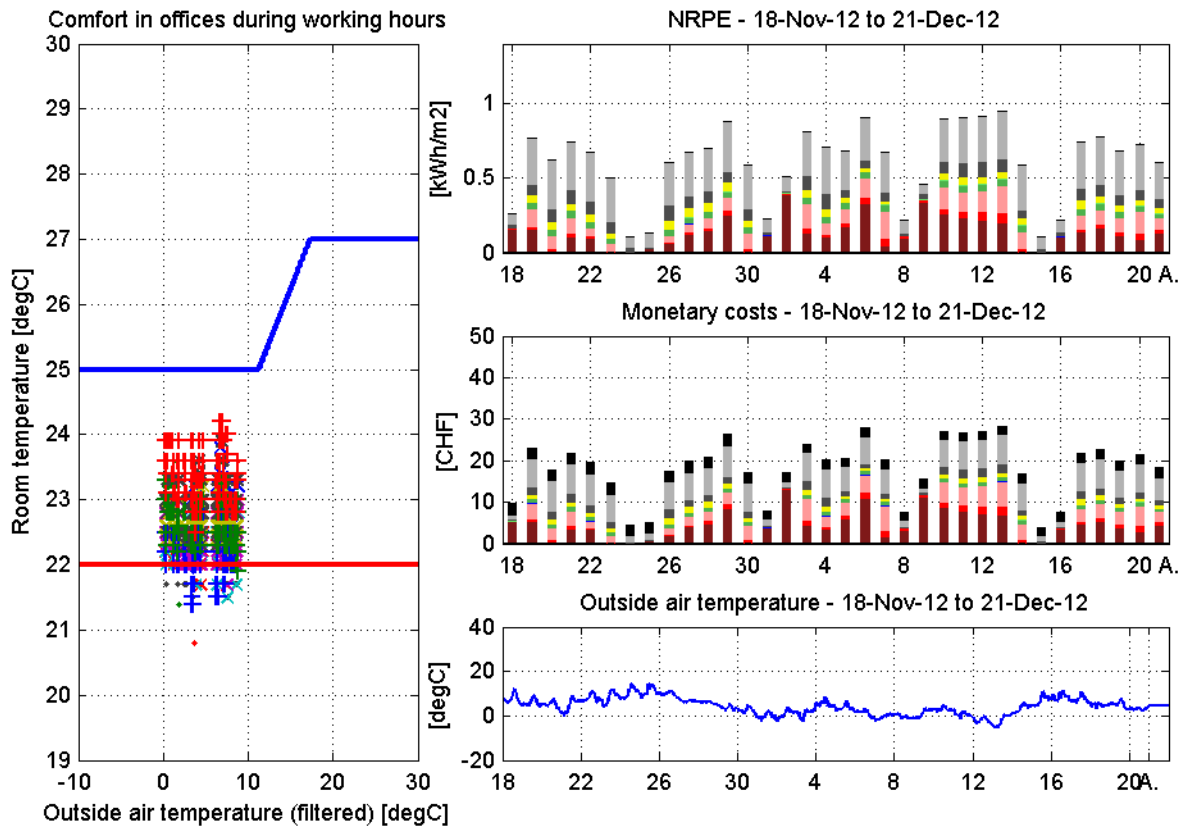 Comfort in offices during working hours
30
29
28
27
26
25
24
23
22
21
20
19
Room temperature [degC]
-10 0 10 20 30
Outside air temperature (filtered) [degC]
NRPE - 18-Nov-12 to 21-Dec-12
1
0.5
0
[kWh/m2]
18 22 26 30 4 8 12 16 20 A.
Monetary costs - 18-Nov-12 to 21-Dec-12
50
40
30
20
10
0
[CHF]
18 22 26 30 4 8 12 16 20 A.
Outside air temperature - 18-Nov-12 to 21-Dec-12
40
20
0
-20
[degC]
18 22 26 30 4 8 12 16 20 A.